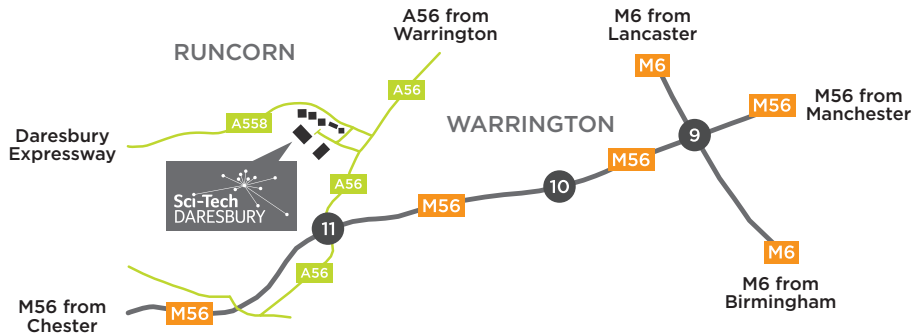 A56 from
Warrington
M6 from
Lancaster
RUNCORN
M6
A56
M56
M56 from
Manchester
A558
WARRINGTON
9
Daresbury
Expressway
M56
Sci-Tech
DARESBURY
A56
10
M56
11
M6
A56
M6 from
Birmingham
M56 from
Chester
M56